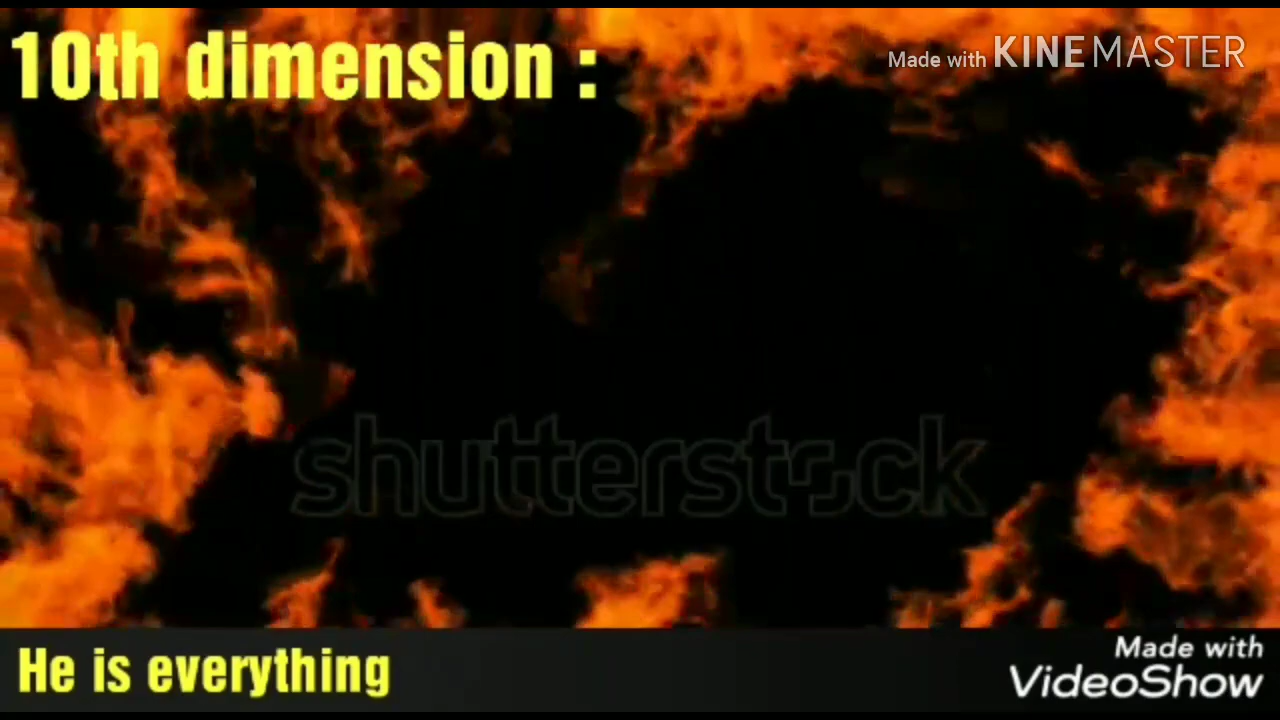 10th dimension :
Made with KINEMASTER
shutterstock
He is everything
Made with
VideoShow